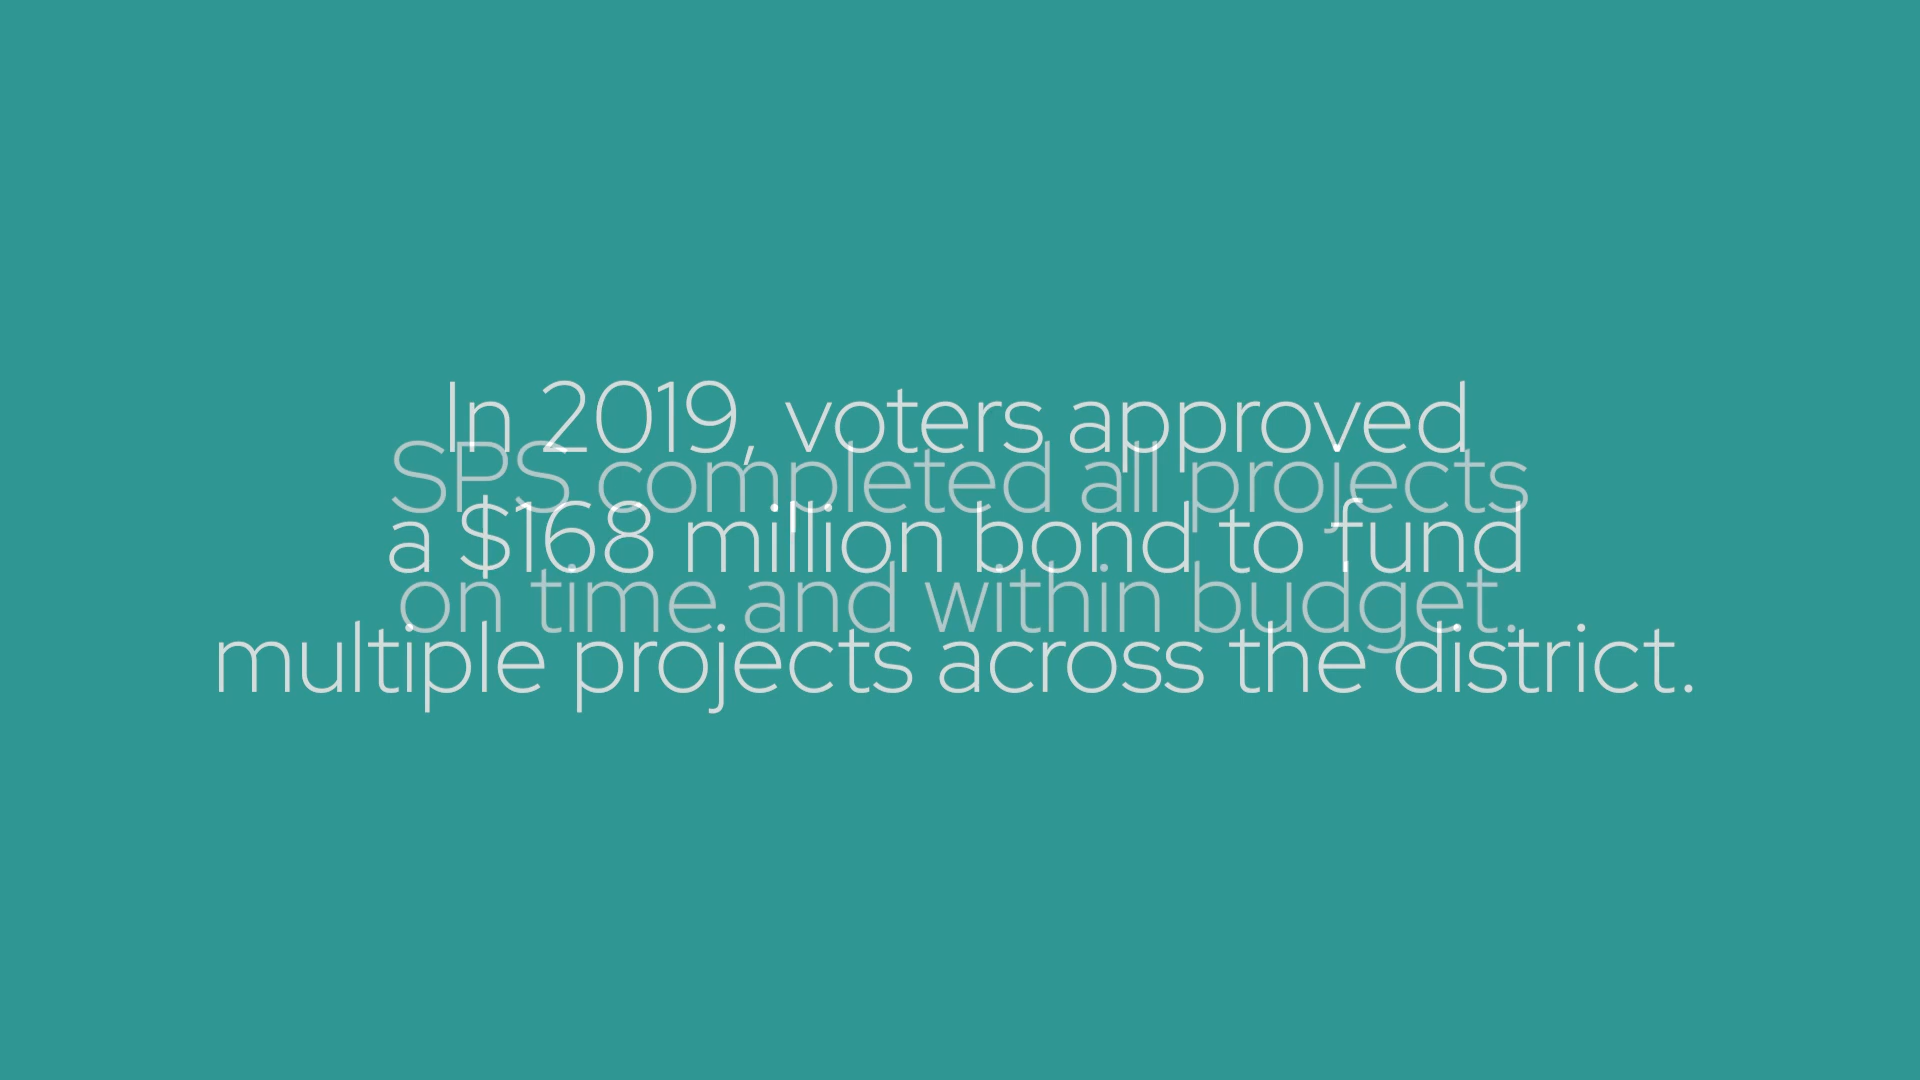 In 2019, voters approved
SPS completed all projects
a $168 million bond to fund
on time and within budget.
multiple projects across the district.